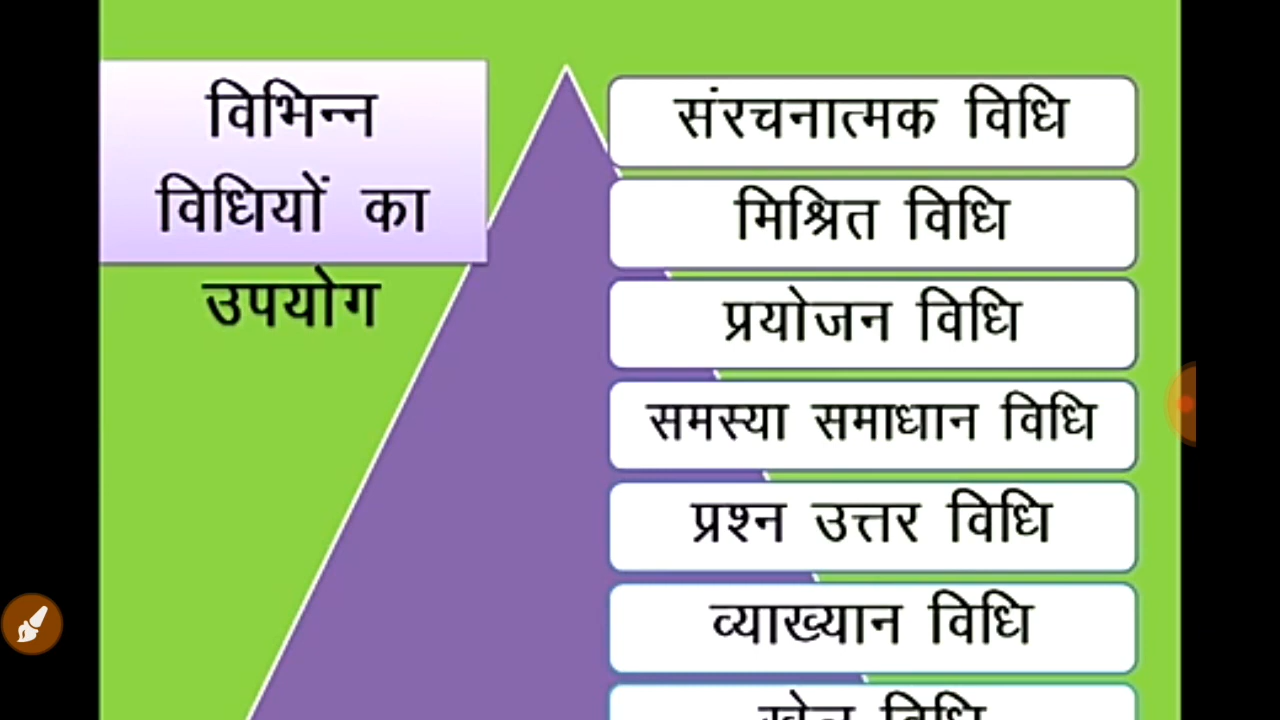 विभिन्न
विधियों का
उपयोग
संरचनात्मक विधि
मिश्रित विधि
प्रयोजन विधि
समस्या समाधान विधि
प्रश्न उत्तर विधि
व्याख्यान विधि
खेल विधि